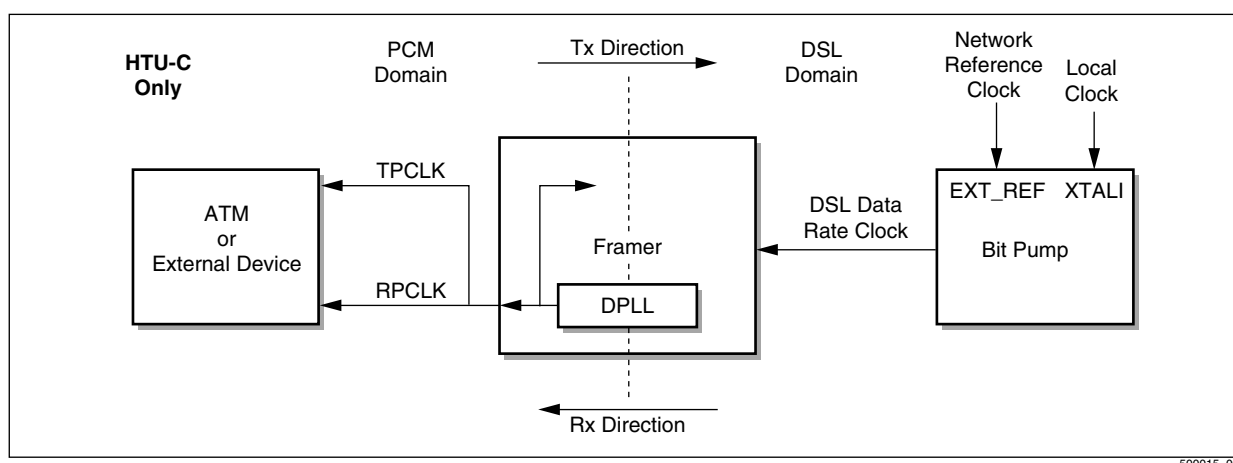 HTU-C
Only
PCM
Domain
Tx Direction
DSL
Domain
Network
Reference
Clock
Local
Clock
TPCLK
ATM
or
External Device
RPCLK
Framer
DPLL
DSL Data
Rate Clock
EXT_REF XTALI
Bit Pump
Rx Direction